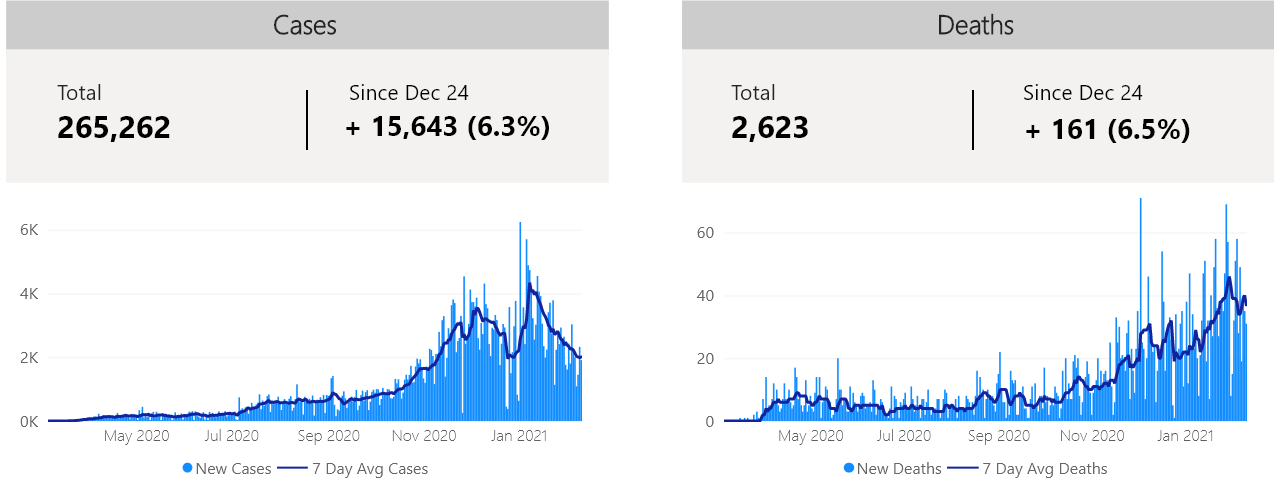 Cases
Total
265,262
Since Dec 24
+ 15,643 (6.3%)
6K
4K
2K
0K
May 2020 Jul 2020 Sep 2020 Nov 2020 Jan 2021
New Cases 7 Day Avg Cases
Deaths
Total
2,623
Since Dec 24
+ 161 (6.5%)
60
40
20
0
May 2020 Jul 2020 Sep 2020 Nov 2020 Jan 2021
New Deaths 7 Day Avg Deaths